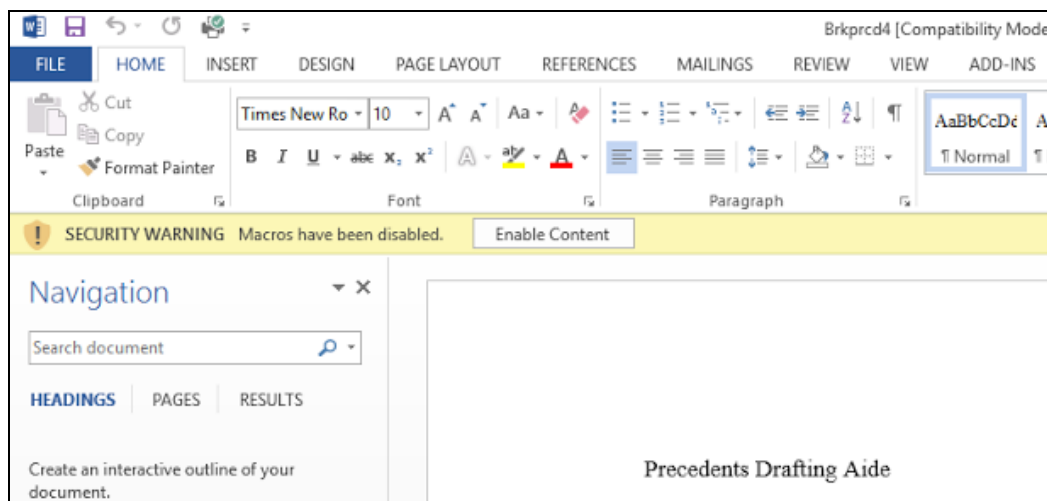 Brkprcd4 [Compatibility Mode
FILE HOME INSERT DESIGN PAGE LAYOUT REFERENCES MAILINGS REVIEW VIEW ADD-INS
Cut
Copy
Paste
Format Painter
Clipboard
Times New Ro 10 Aa
B I U abc X₂ X² A aby A
Font
Paragraph
AaBbCcDd A
¶ Normal ¶
SECURITY WARNING Macros have been disabled. Enable Content
Navigation
Search document
HEADINGS PAGES RESULTS
Create an interactive outline of your
document.
Precedents Drafting Aide